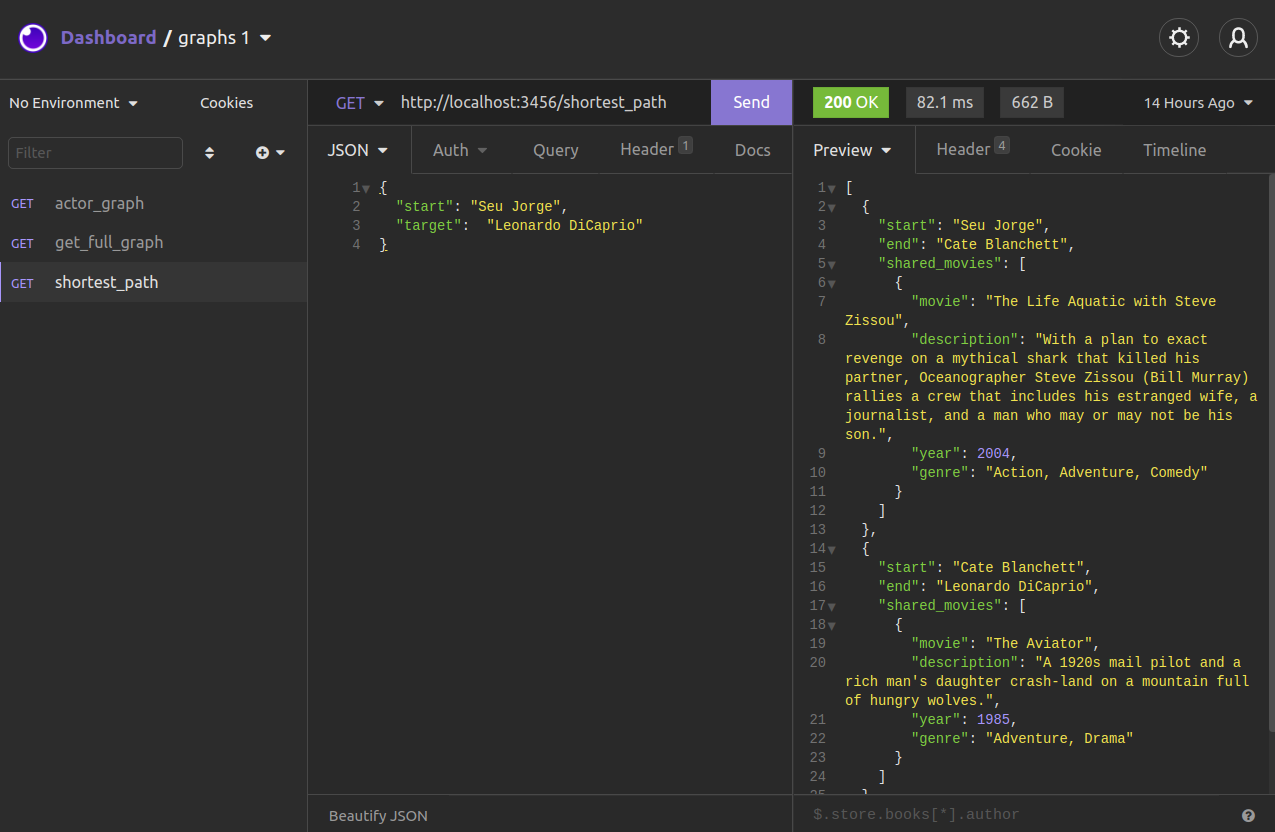 Dashboard / graphs 1
No Environment
Cookies
Filter
GET actor_graph
GET get_full_graph
GET shortest_path
GET http://localhost:3456/shortest_path Send
JSON Auth Query Header 1 Docs
1 {
2 "start": "Seu Jorge",
3 "target":  "Leonardo DiCaprio"
4 }
Beautify JSON
200 OK 82.1 ms 662 B 14 Hours Ago
Preview Header 4 Cookie Timeline
1 [
2 {
3 "start": "Seu Jorge",
4 "end": "Cate Blanchett",
5 "shared_movies": [
6 {
7 "movie": "The Life Aquatic with Steve
Zissou",
8 "description": "With a plan to exact
revenge on a mythical shark that killed his
partner, Oceanographer Steve Zissou (Bill Murray)
rallies a crew that includes his estranged wife, a
journalist, and a man who may or may not be his
son.",
9 "year": 2004,
10 "genre": "Action, Adventure, Comedy"
11 }
12 ]
13 },
14 {
15 "start": "Cate Blanchett",
16 "end": "Leonardo DiCaprio",
17 "shared_movies": [
18 {
19 "movie": "The Aviator",
20 "description": "A 1920s mail pilot and a
rich man's daughter crash-land on a mountain full
of hungry wolves.",
21 "year": 1985,
22 "genre": "Adventure, Drama"
23 }
24 ]
25 }
$.store.books[*].author
?